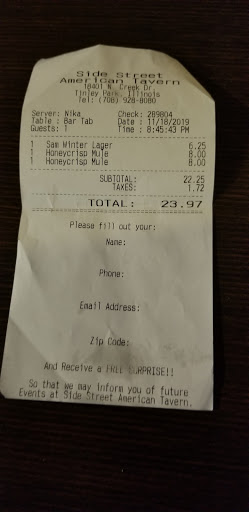 Side Street
American Tavern
18401 N. Creek Dr
Tinley Park, Illinois
Tel: (708) 928-8080
Server: Nika Check: 289804
Table : Bar Tab Date : 11/18/2019
Guests: 1 Time : 8:45:43 PM
1 Sam Winter Lager 6.25
1 Honeycrisp Mule 8.00
1 Honeycrisp Mule 8.00
SUBTOTAL: 22.25
TAXES: 1.72
TOTAL: 23.97
Please fill out your:
Name:
Phone:
Email Address:
Zip Code:
And Receive a FREE SURPRISE!!
So that we may inform you of future
Events at Side Street American Tavern.